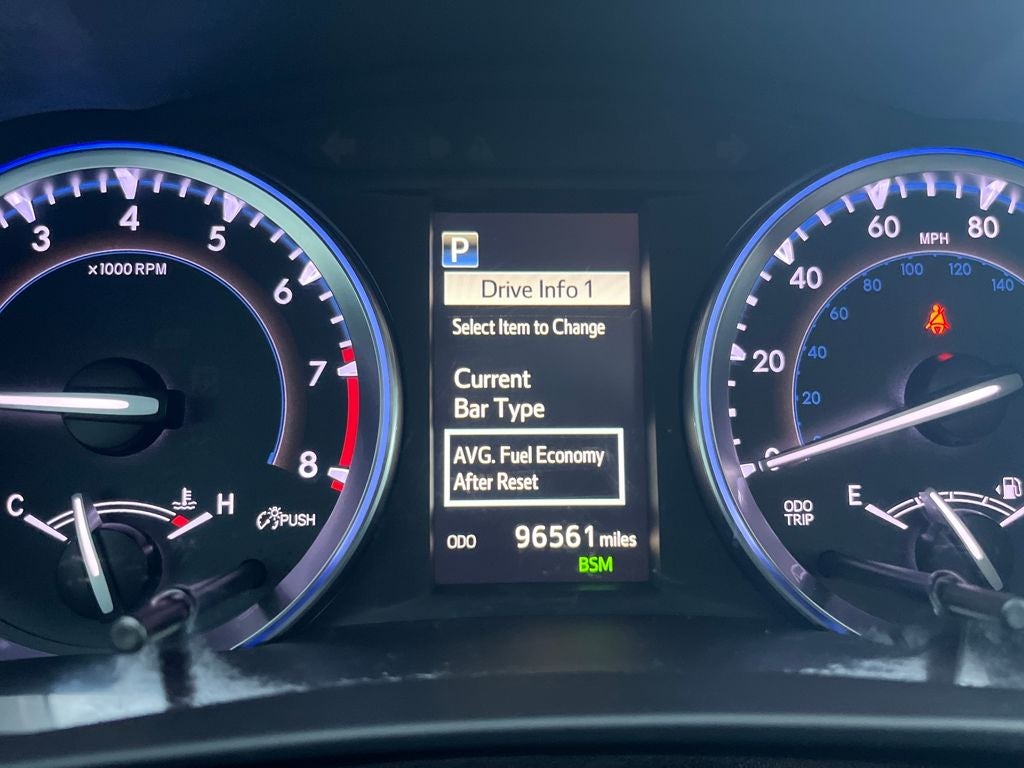 3
4
5
6
7
8
x1000 RPM
C
H
PUSH
P
Drive Info 1
Select Item to Change
Current
Bar Type
AVG. Fuel Economy
After Reset
ODO 96561 miles
BSM
20
40
60
80
MPH
20
40
60
80
100
120
140
ODO
TRIP
E